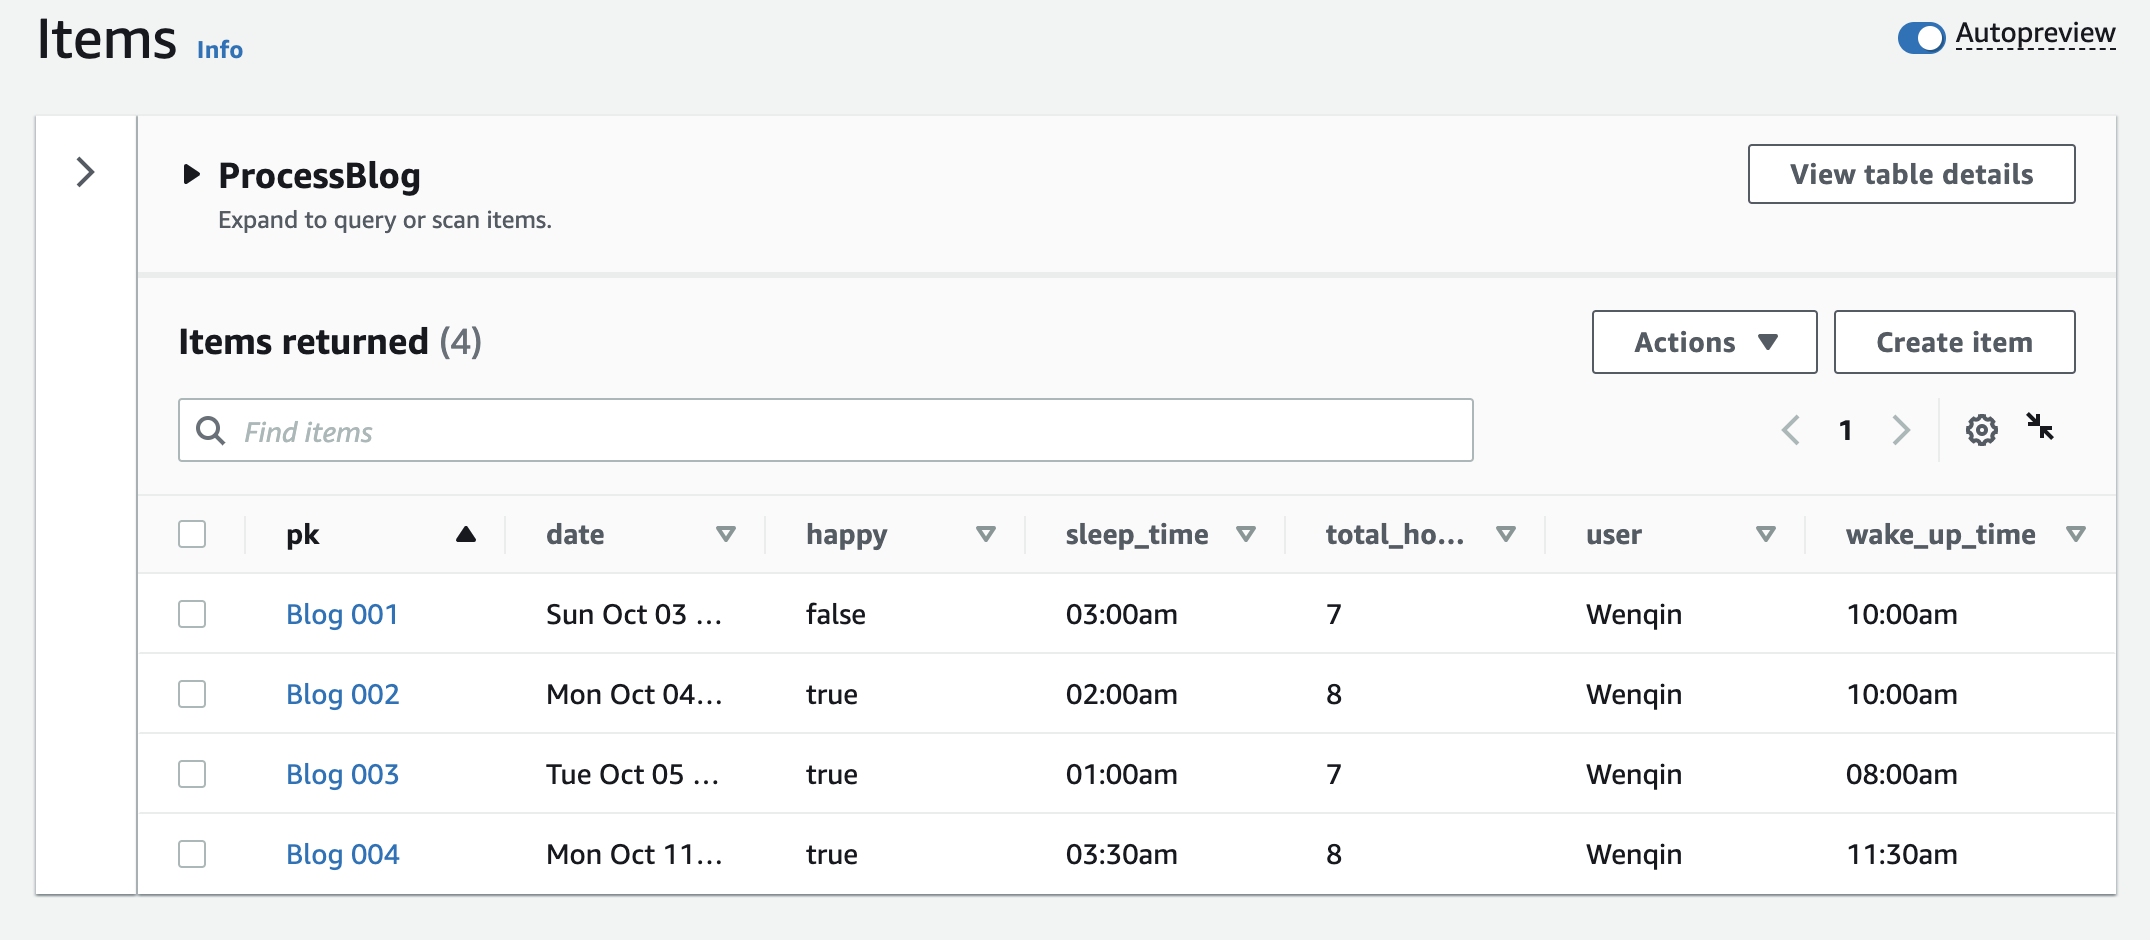 Items Info
Autopreview
ProcessBlog
View table details
Expand to query or scan items.
Items returned (4)
Actions
Create item
Find items
1
pk date happy sleep_time total_ho... user wake_up_time
Blog 001 Sun Oct 03 ... false 03:00am 7 Wenqin 10:00am
Blog 002 Mon Oct 04... true 02:00am 8 Wenqin 10:00am
Blog 003 Tue Oct 05 ... true 01:00am 7 Wenqin 08:00am
Blog 004 Mon Oct 11... true 03:30am 8 Wenqin 11:30am